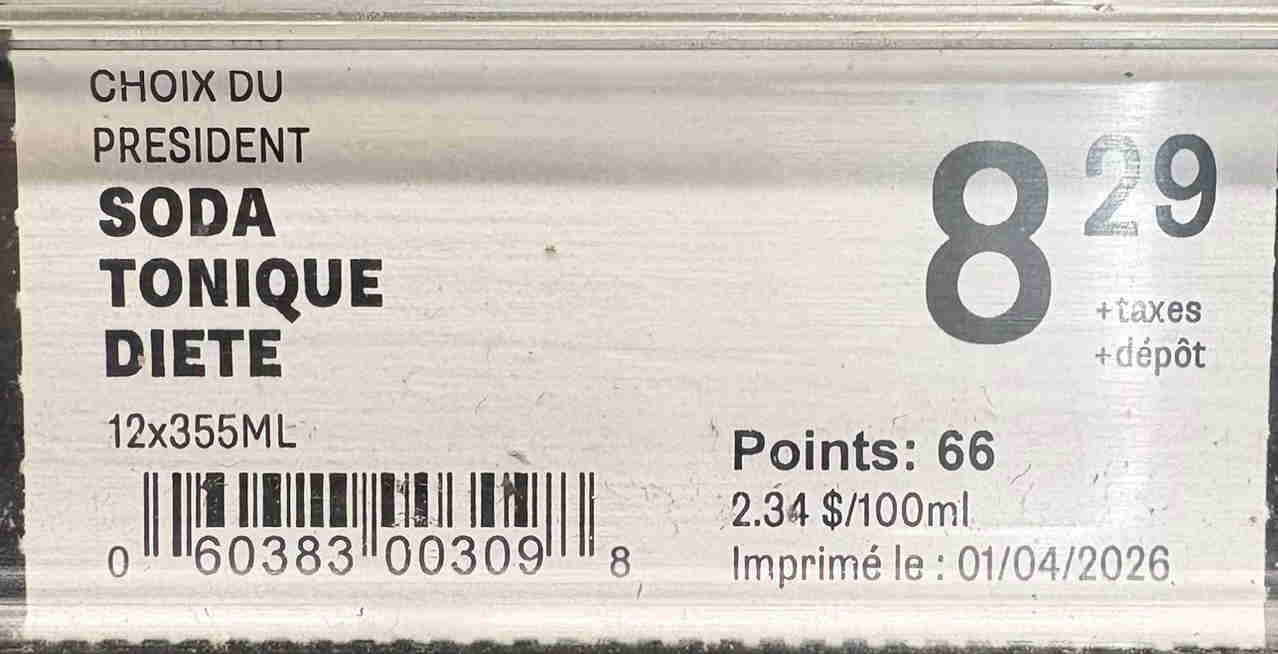 CHOIX DU
PRESIDENT
SODA
TONIQUE
DIETE
12x355ML
0 60383 00309 8
8 29
+taxes
+dépôt
Points: 66
2.34 $/100ml
Imprimé le : 01/04/2026